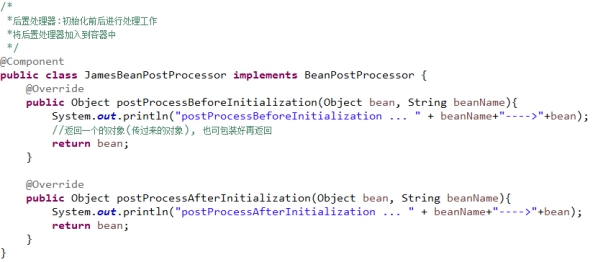 /*
 *后置处理器:初始化前后进行处理工作
 *将后置处理器加入到容器中
 */
@Component
public class JamesBeanPostProcessor implements BeanPostProcessor {
    @Override
    public Object postProcessBeforeInitialization(Object bean, String beanName){
        System.out.println("postProcessBeforeInitialization ... " + beanName+"---->"+bean);
        //返回一个的对象(传过来的对象), 也可包装好再返回
        return bean;
    }

    @Override
    public Object postProcessAfterInitialization(Object bean, String beanName){
        System.out.println("postProcessAfterInitialization ... " + beanName+"---->"+bean);
        return bean;
    }
}